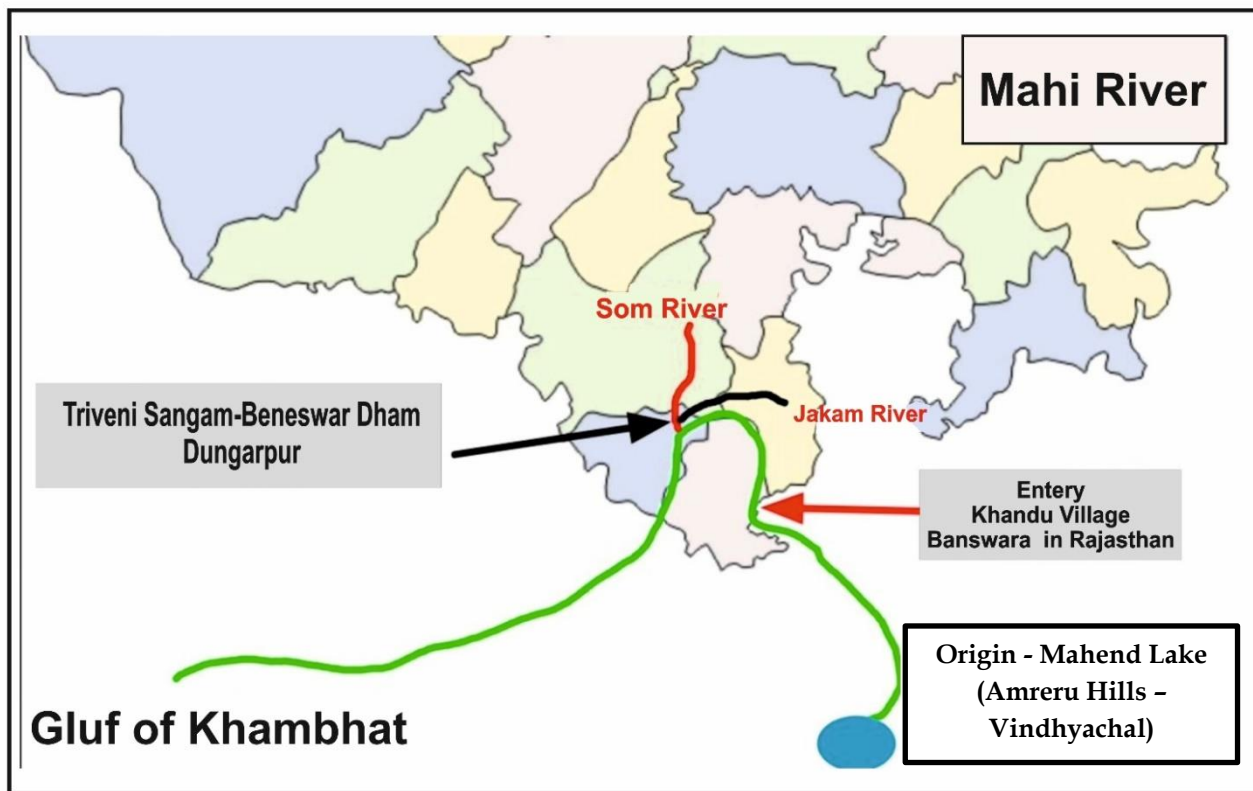 Mahi River
Som River
Triveni Sangam-Beneswar Dham
Dungarpur
Jakam River
Entery
Khandu Village
Banswara in Rajasthan
Origin - Mahend Lake
(Amreru Hills –
Vindhyachal)
Gluf of Khambhat